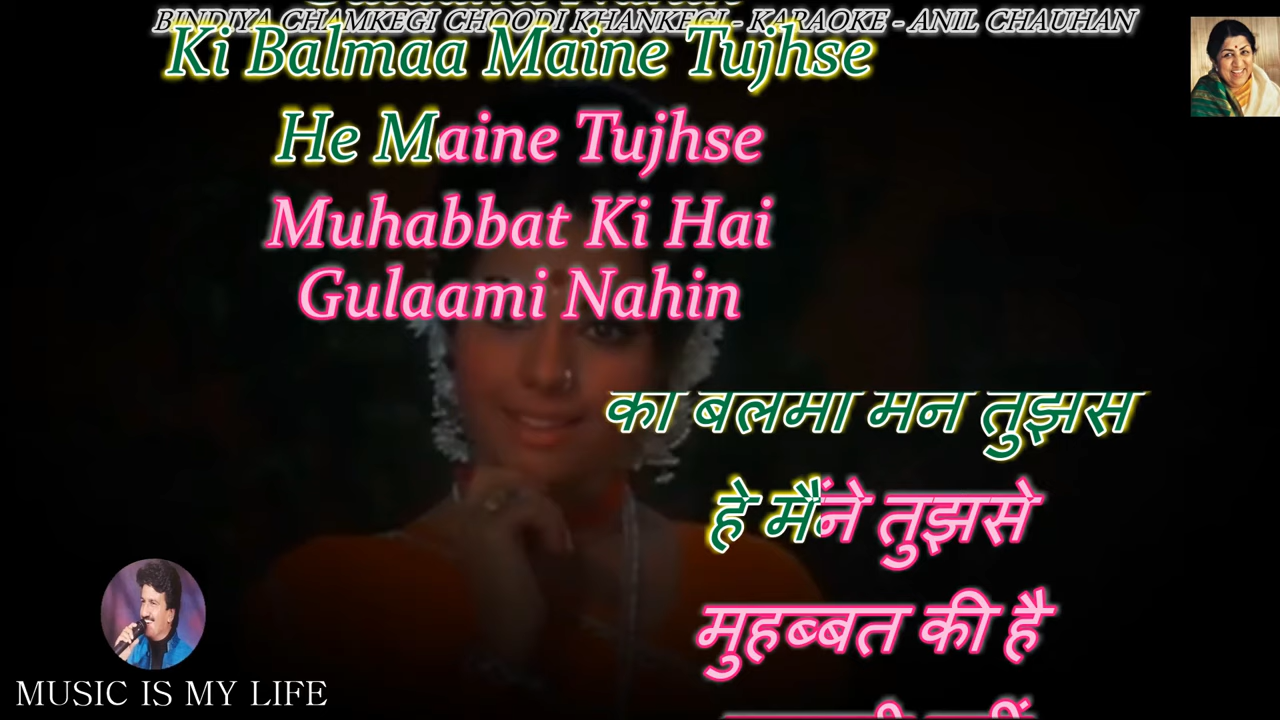 BINDIYA CHAMKEGI CHOODI KHANKEGI - KARAOKE - ANIL CHAUHAN
Ki Balmaa Maine Tujhse
He Maine Tujhse
Muhabbat Ki Hai
Gulaami Nahin
बलमा तुझसे
हे मैंने तुझसे
मुहब्बत की है
MUSIC IS MY LIFE